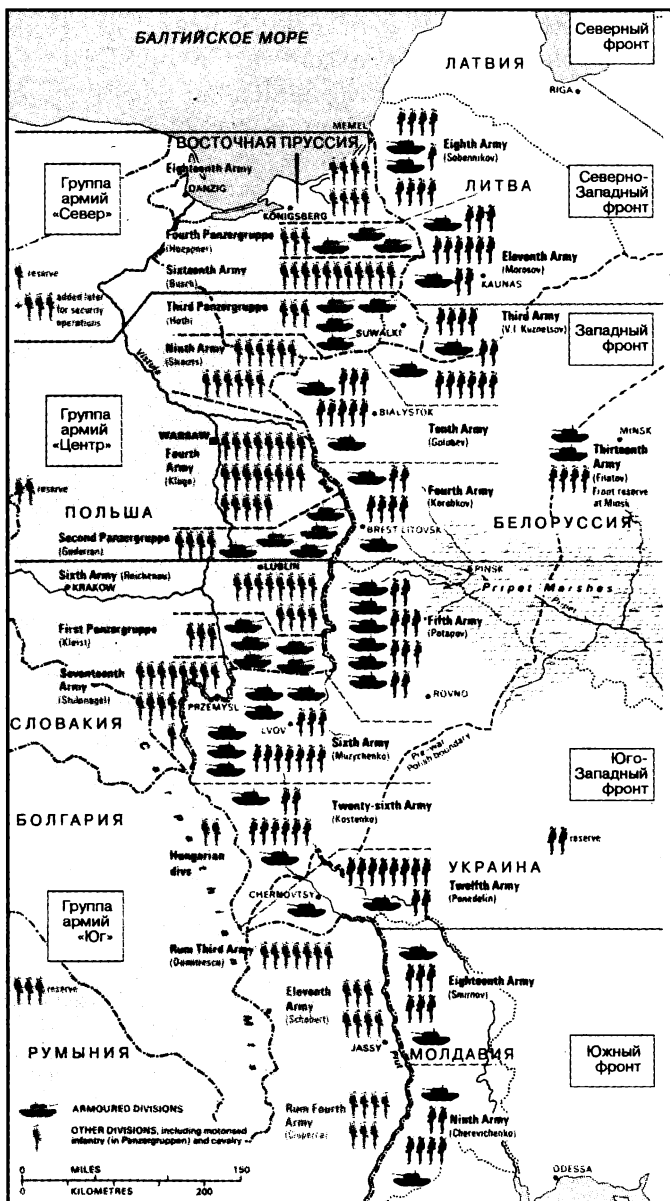 БАЛТИЙСКОЕ МОРЕ
Северный
фронт
ЛАТВИЯ
RIGA
MEMEL
ВОСТОЧНАЯ ПРУССИЯ
Eighth Army
(Sobennikov)
Группа
армий
«Север»
Eighteenth Army
DANZIG
KÖNIGSBERG
ЛИТВА
Северно-
Западный
фронт
Fourth Panzergruppe
(Hoepner)
Eleventh Army
(Morosov)
KAUNAS
reserve
+ added later
for security
operations
Sixteenth Army
(Busch)
Third Panzergruppe
(Hoth)
SUWALKI
Third Army
(V.I. Kuznetsov)
Западный
фронт
Ninth Army
(Strauss)
Vistula
BIALYSTOK
Tenth Army
(Golubev)
MINSK
Thirteenth
Army
(Filatov)
Front reserve
at Minsk
Группа
армий
«Центр»
WARSAW
Fourth
Army
(Kluge)
Fourth Army
(Korobkov)
reserve
ПОЛЬША
BREST LITOVSK
БЕЛОРУССИЯ
Second Panzergruppe
(Guderian)
LUBLIN
PINSK
Pripet Marshes
Pripet
Sixth Army (Reichenau)
KRAKOW
Fifth Army
(Potapov)
First Panzergruppe
(Kleist)
ROVNO
Seventeenth
Army
(Stülpnagel)
PRZEMYSL
СЛОВАКИЯ
LVOV
Sixth Army
(Muzychenko)
Pre-war
Polish boundary
Юго-
Западный
фронт
БОЛГАРИЯ
Twenty-sixth Army
(Kostenko)
reserve
Hungarian
divs
УКРАИНА
Twelfth Army
(Ponedelin)
CHERNOVTSY
Группа
армий
«Юг»
Rum Third Army
(Dumitrescu)
reserve
Eleventh
Army
(Schobert)
Eighteenth Army
(Smirnov)
JASSY
Prut
МОЛДАВИЯ
РУМЫНИЯ
Южный
фронт
ARMOURED DIVISIONS
OTHER DIVISIONS, including motorised
infantry (in Panzergruppen) and cavalry
Rum Fourth
Army
Ninth Army
(Cherevichenko)
0 MILES 150
0 KILOMETRES 200
ODESSA